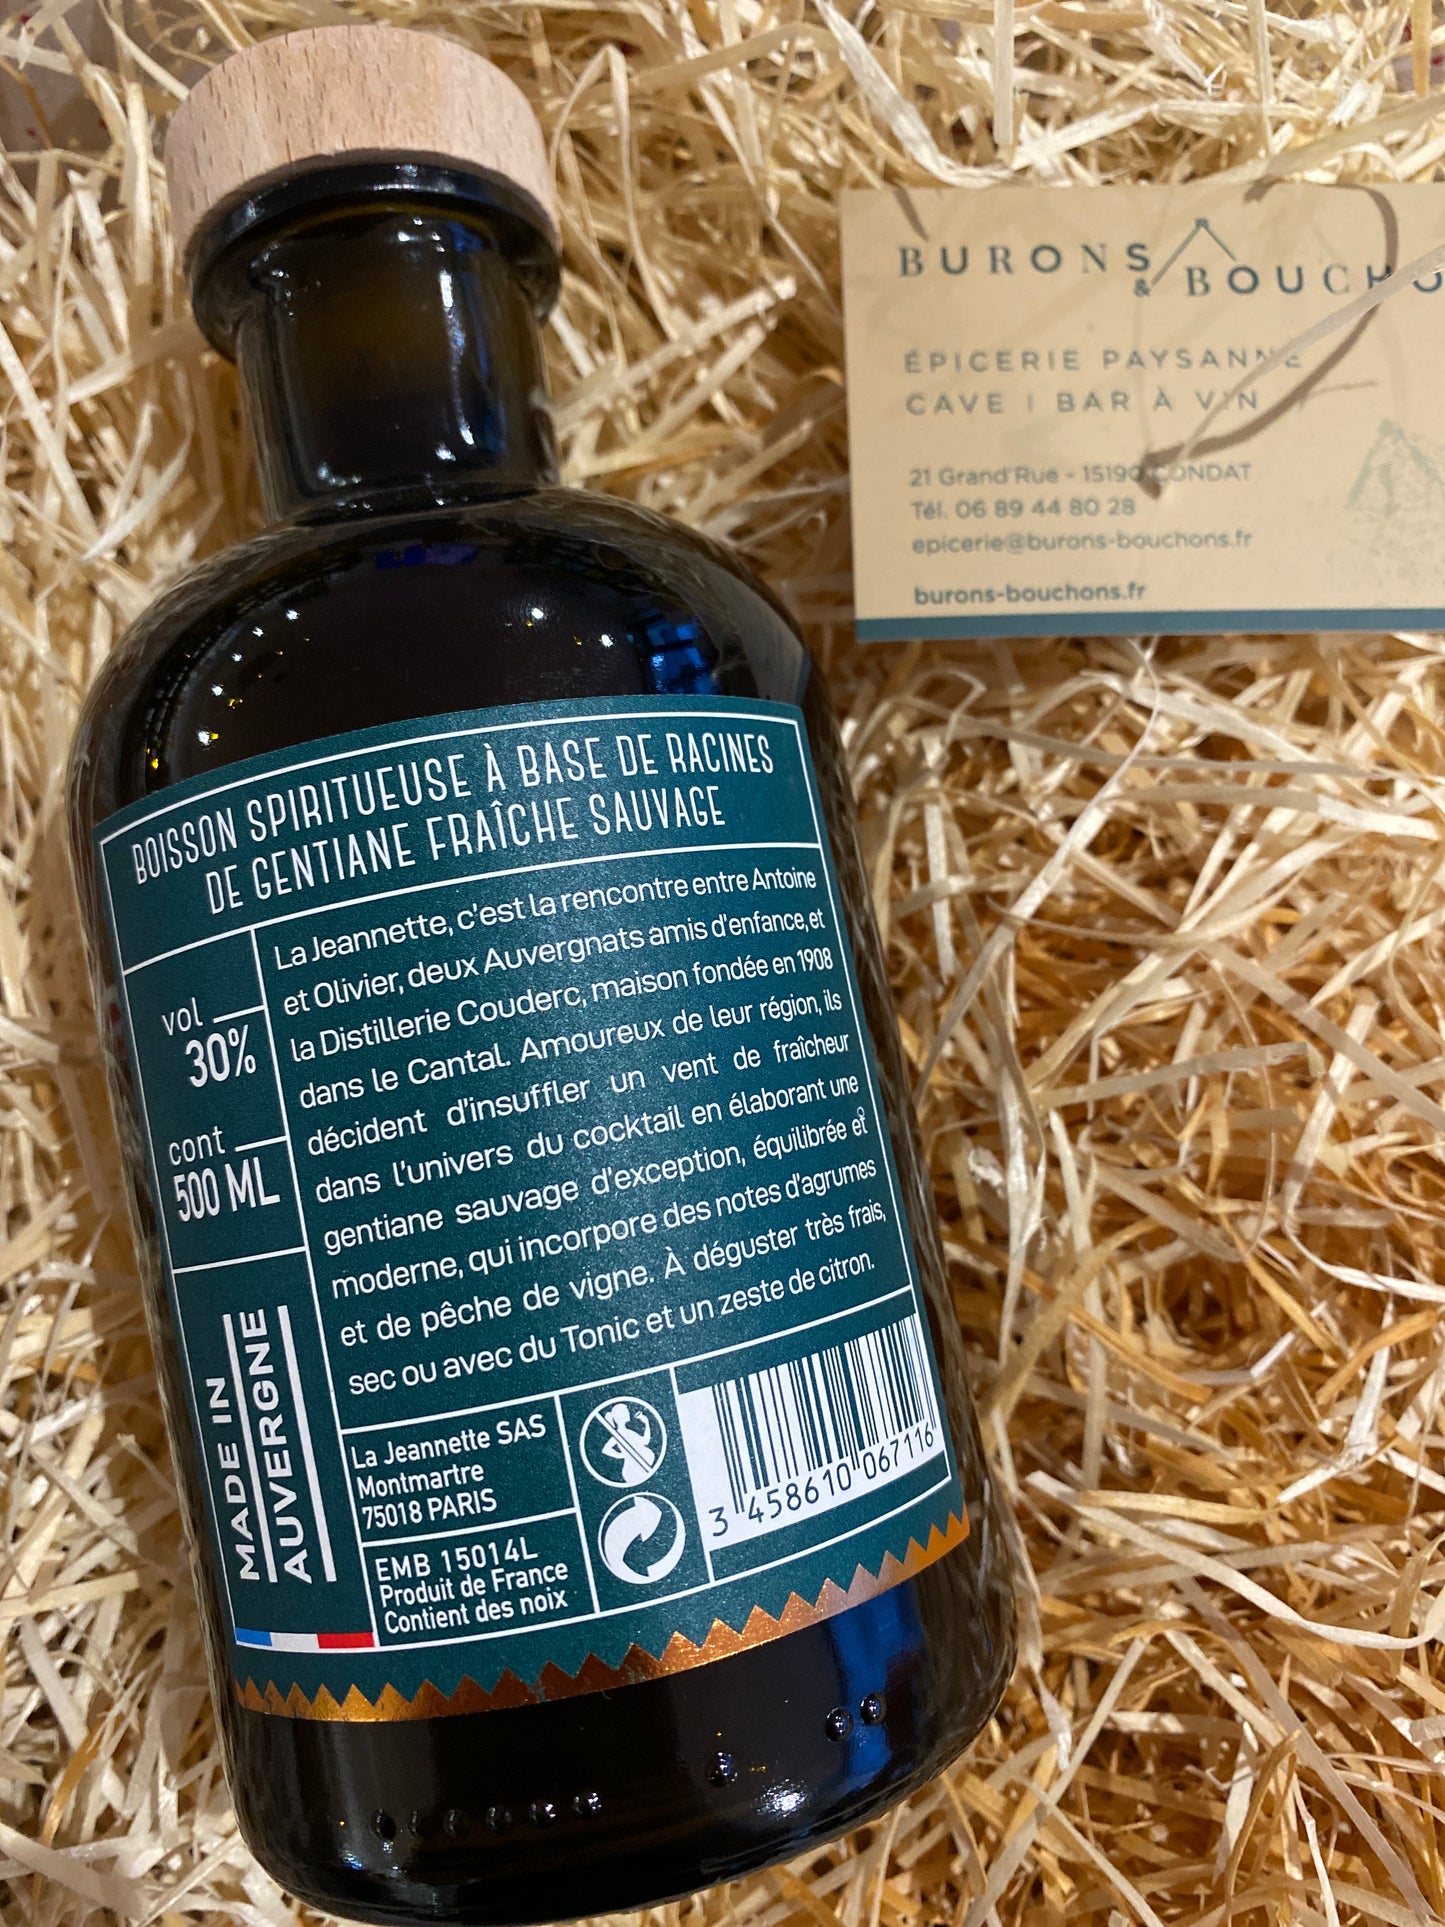 BURONS & BOUCHO
ÉPICERIE PAYSANNE
CAVE | BAR À VIN
21 Grand'Rue - 15190 CONDAT
Tél. 06 89 44 80 28
epicerie@burons-bouchons.fr
burons-bouchons.fr
BOISSON SPIRITUEUSE À BASE DE RACINES
DE GENTIANE FRAÎCHE SAUVAGE
vol
30%
cont
500 ML
MADE IN
AUVERGNE
La Jeannette, c'est la rencontre entre Antoine
et Olivier, deux Auvergnats amis d'enfance, et
la Distillerie Couderc, maison fondée en 1908
dans le Cantal. Amoureux de leur région, ils
décident d'insuffler un vent de fraîcheur
dans l'univers du cocktail en élaborant une
gentiane sauvage d'exception, équilibrée et
moderne, qui incorpore des notes d'agrumes
et de pêche de vigne. À déguster très frais,
sec ou avec du Tonic et un zeste de citron.
La Jeannette SAS
Montmartre
75018 PARIS
EMB 15014L
Produit de France
Contient des noix
3 458610 067116